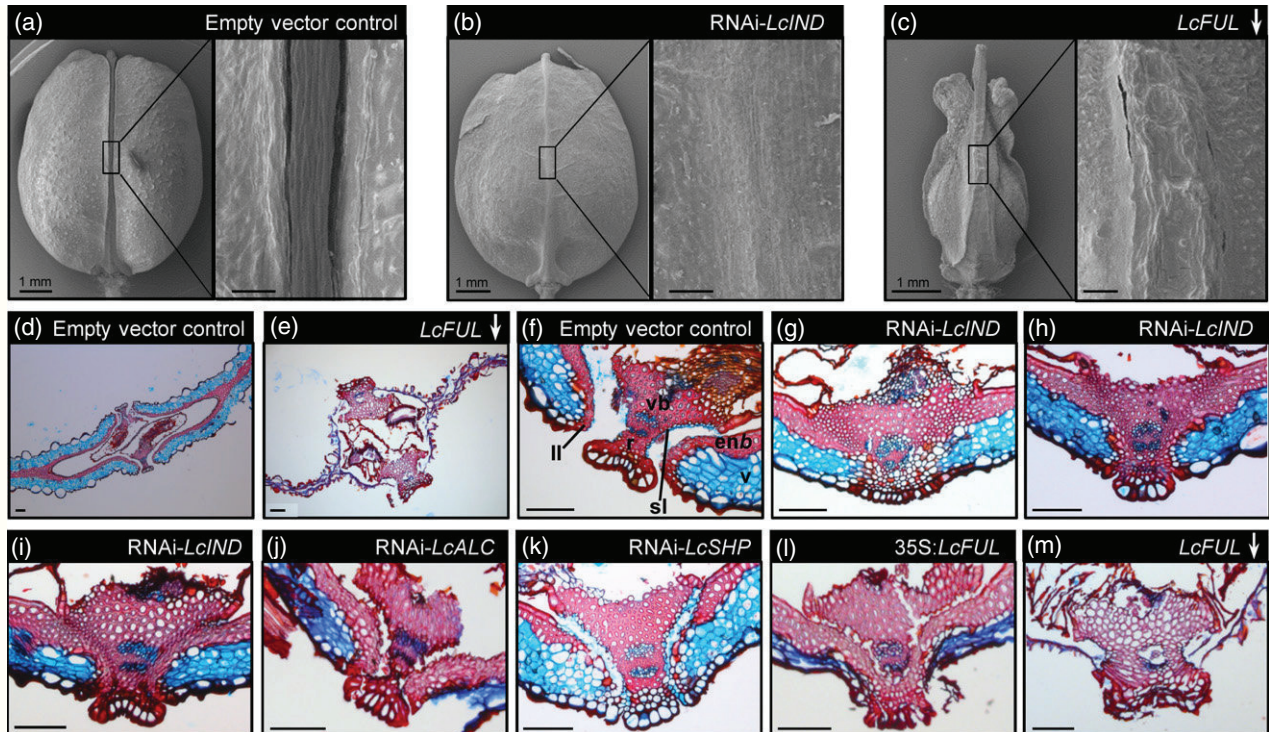 (a) Empty vector control
1 mm
(b) RNAi-LcIND
1 mm
(c) LcFUL ↓
1 mm
(d) Empty vector control
(e) LcFUL ↓
(f) Empty vector control
vb
ll
r
enb
v
sl
(g) RNAi-LcIND
(h) RNAi-LcIND
(i) RNAi-LcIND
(j) RNAi-LcALC
(k) RNAi-LcSHP
(l) 35S:LcFUL
(m) LcFUL ↓